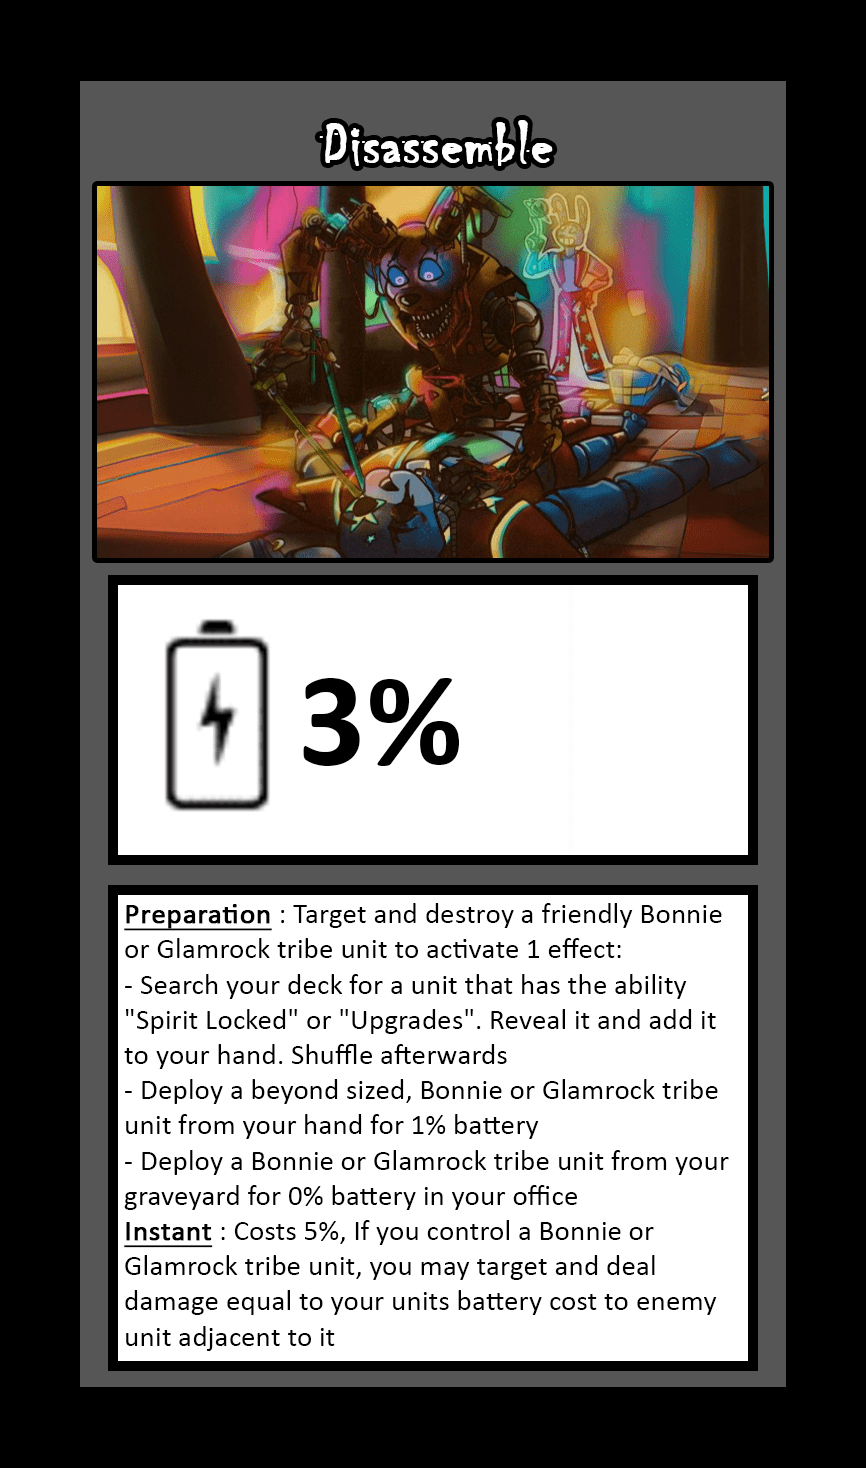 Disassemble
3%
Preparation : Target and destroy a friendly Bonnie
or Glamrock tribe unit to activate 1 effect:
- Search your deck for a unit that has the ability
"Spirit Locked" or "Upgrades". Reveal it and add it
to your hand. Shuffle afterwards
- Deploy a beyond sized, Bonnie or Glamrock tribe
unit from your hand for 1% battery
- Deploy a Bonnie or Glamrock tribe unit from your
graveyard for 0% battery in your office
Instant : Costs 5%, If you control a Bonnie or
Glamrock tribe unit, you may target and deal
damage equal to your units battery cost to enemy
unit adjacent to it